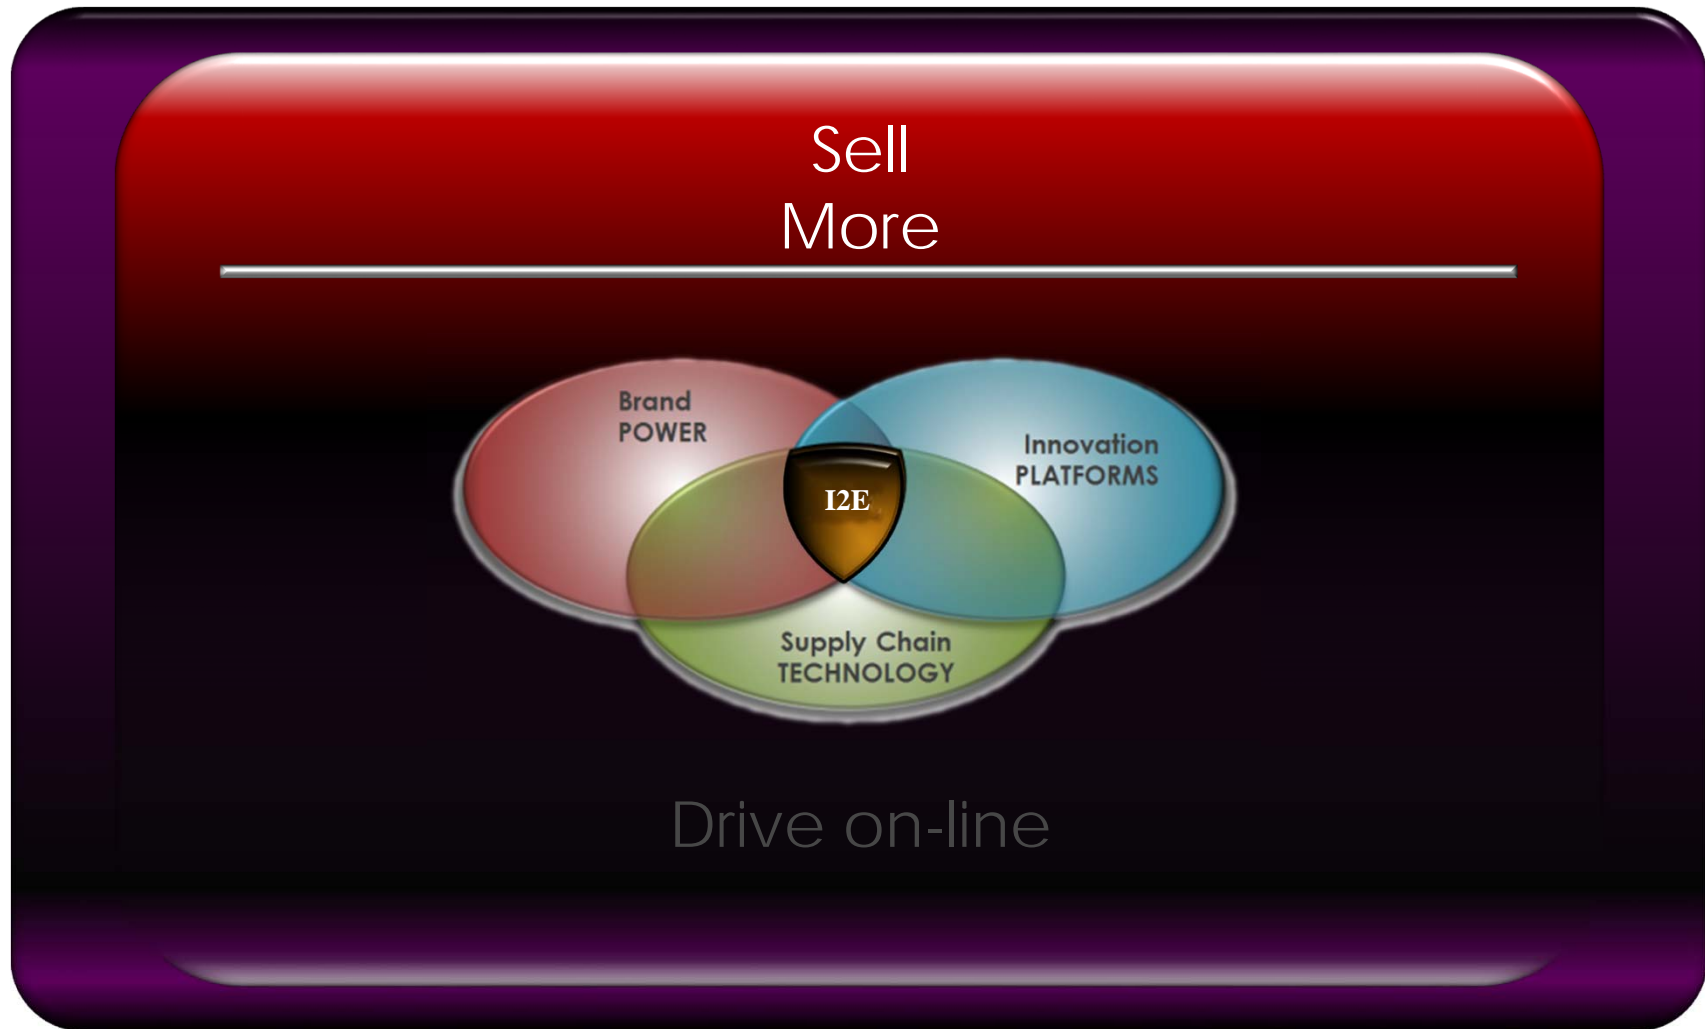 Sell
More
Brand
POWER
Innovation
PLATFORMS
I2E
Supply Chain
TECHNOLOGY
Drive on-line